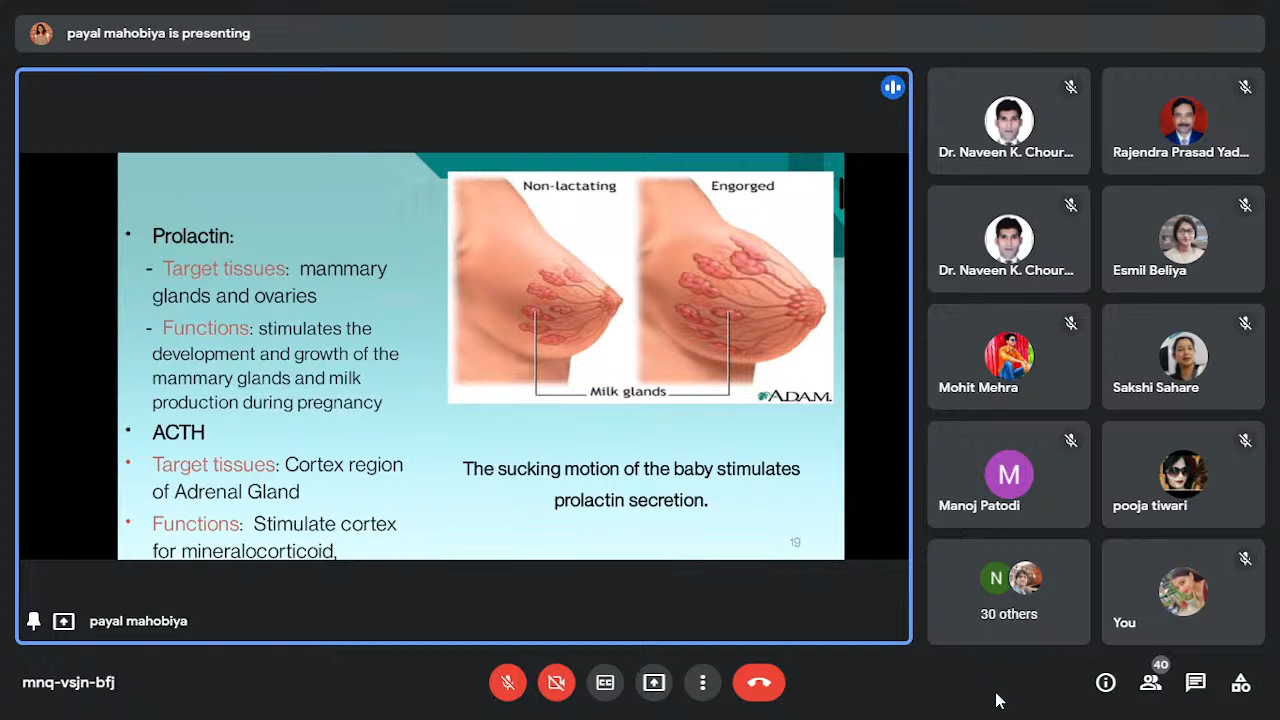 payal mahobiya is presenting
• Prolactin:
- Target tissues: mammary
glands and ovaries
- Functions: stimulates the
development and growth of the
mammary glands and milk
production during pregnancy
• ACTH
• Target tissues: Cortex region
of Adrenal Gland
• Functions: Stimulate cortex
for mineralocorticoid,
Non-lactating
Engorged
Milk glands
ADAM.
The sucking motion of the baby stimulates
prolactin secretion.
19
payal mahobiya
Dr. Naveen K. Chour...
Rajendra Prasad Yad...
Dr. Naveen K. Chour...
Esmil Beliya
Mohit Mehra
Sakshi Sahare
M
Manoj Patodi
pooja tiwari
N
30 others
You
mnq-vsjn-bfj
CC
40